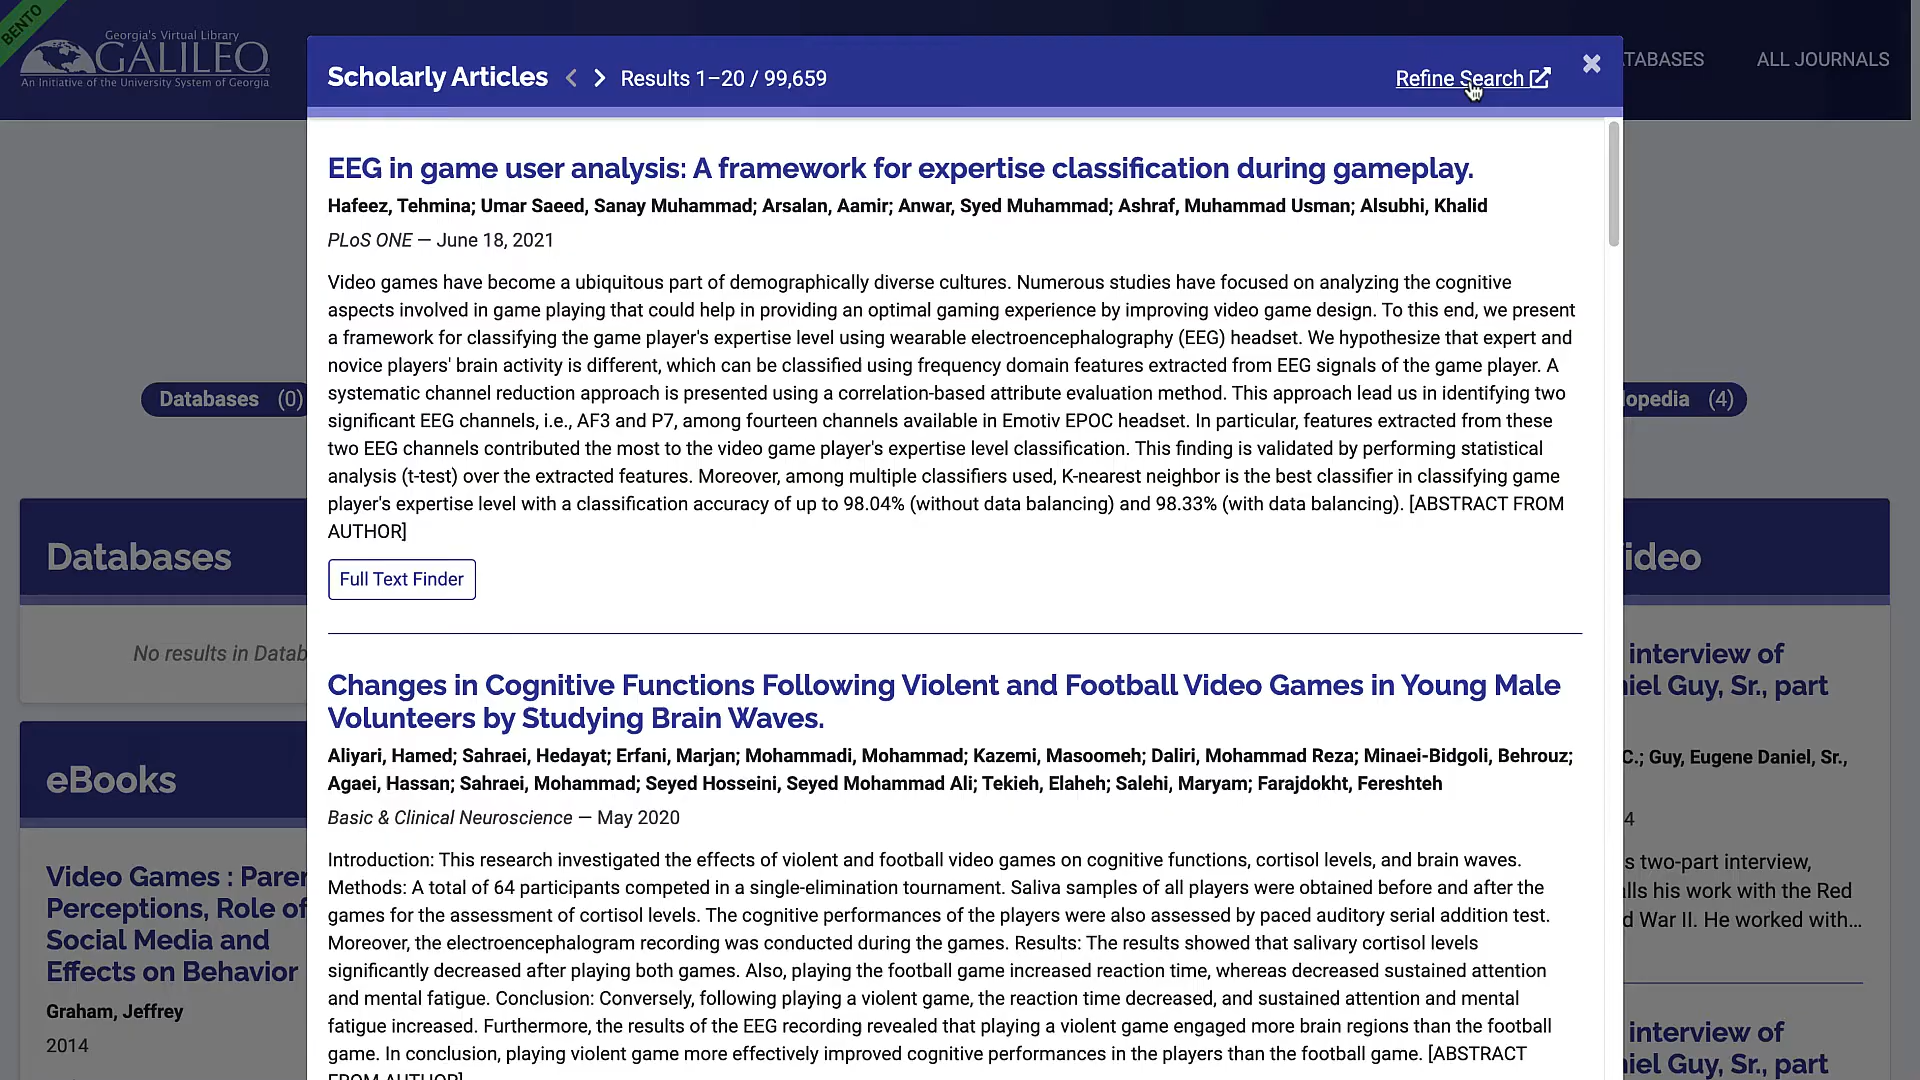 BENTO
Georgia's Virtual Library
GALILEO
An Initiative of the University System of Georgia
TABASES
ALL JOURNALS
Scholarly Articles
Results 1–20 / 99,659
Refine Search
EEG in game user analysis: A framework for expertise classification during gameplay.
Hafeez, Tehmina; Umar Saeed, Sanay Muhammad; Arsalan, Aamir; Anwar, Syed Muhammad; Ashraf, Muhammad Usman; Alsubhi, Khalid
PLoS ONE — June 18, 2021
Video games have become a ubiquitous part of demographically diverse cultures. Numerous studies have focused on analyzing the cognitive
aspects involved in game playing that could help in providing an optimal gaming experience by improving video game design. To this end, we present
a framework for classifying the game player's expertise level using wearable electroencephalography (EEG) headset. We hypothesize that expert and
novice players' brain activity is different, which can be classified using frequency domain features extracted from EEG signals of the game player. A
systematic channel reduction approach is presented using a correlation-based attribute evaluation method. This approach lead us in identifying two
significant EEG channels, i.e., AF3 and P7, among fourteen channels available in Emotiv EPOC headset. In particular, features extracted from these
two EEG channels contributed the most to the video game player's expertise level classification. This finding is validated by performing statistical
analysis (t-test) over the extracted features. Moreover, among multiple classifiers used, K-nearest neighbor is the best classifier in classifying game
player's expertise level with a classification accuracy of up to 98.04% (without data balancing) and 98.33% (with data balancing). [ABSTRACT FROM
AUTHOR]
Full Text Finder
Changes in Cognitive Functions Following Violent and Football Video Games in Young Male
Volunteers by Studying Brain Waves.
Aliyari, Hamed; Sahraei, Hedayat; Erfani, Marjan; Mohammadi, Mohammad; Kazemi, Masoomeh; Daliri, Mohammad Reza; Minaei-Bidgoli, Behrouz;
Agaei, Hassan; Sahraei, Mohammad; Seyed Hosseini, Seyed Mohammad Ali; Tekieh, Elaheh; Salehi, Maryam; Farajdokht, Fereshteh
Basic & Clinical Neuroscience — May 2020
Introduction: This research investigated the effects of violent and football video games on cognitive functions, cortisol levels, and brain waves.
Methods: A total of 64 participants competed in a single-elimination tournament. Saliva samples of all players were obtained before and after the
games for the assessment of cortisol levels. The cognitive performances of the players were also assessed by paced auditory serial addition test.
Moreover, the electroencephalogram recording was conducted during the games. Results: The results showed that salivary cortisol levels
significantly decreased after playing both games. Also, playing the football game increased reaction time, whereas decreased sustained attention
and mental fatigue. Conclusion: Conversely, following playing a violent game, the reaction time decreased, and sustained attention and mental
fatigue increased. Furthermore, the results of the EEG recording revealed that playing a violent game engaged more brain regions than the football
game. In conclusion, playing violent game more effectively improved cognitive performances in the players than the football game. [ABSTRACT
FROM AUTHOR]
Databases (0)
Databases
No results in Datab
eBooks
Video Games : Paren
Perceptions, Role of
Social Media and
Effects on Behavior
Graham, Jeffrey
2014
lopedia (4)
ideo
interview of
niel Guy, Sr., part
C.; Guy, Eugene Daniel, Sr.,
4
s two-part interview,
lls his work with the Red
d War II. He worked with...
interview of
niel Guy, Sr., part